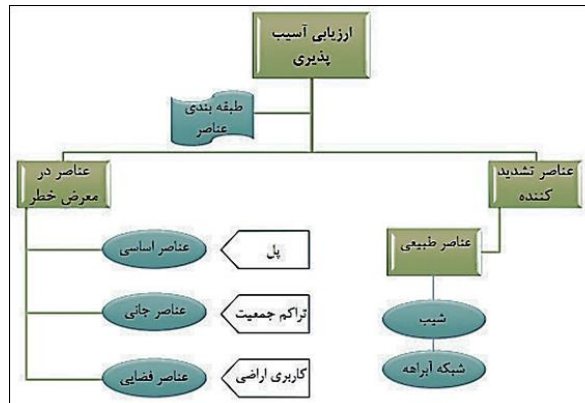 ارزیابی آسیب
پذیری
طبقه بندی
عناصر
عناصر تشدید
کننده
عناصر در
معرض خطر
عناصر طبیعی
پل
عناصر اساسی
شیب
تراکم جمعیت
عناصر جانی
شبکه آبراهه
کاربری اراضی
عناصر فضایی